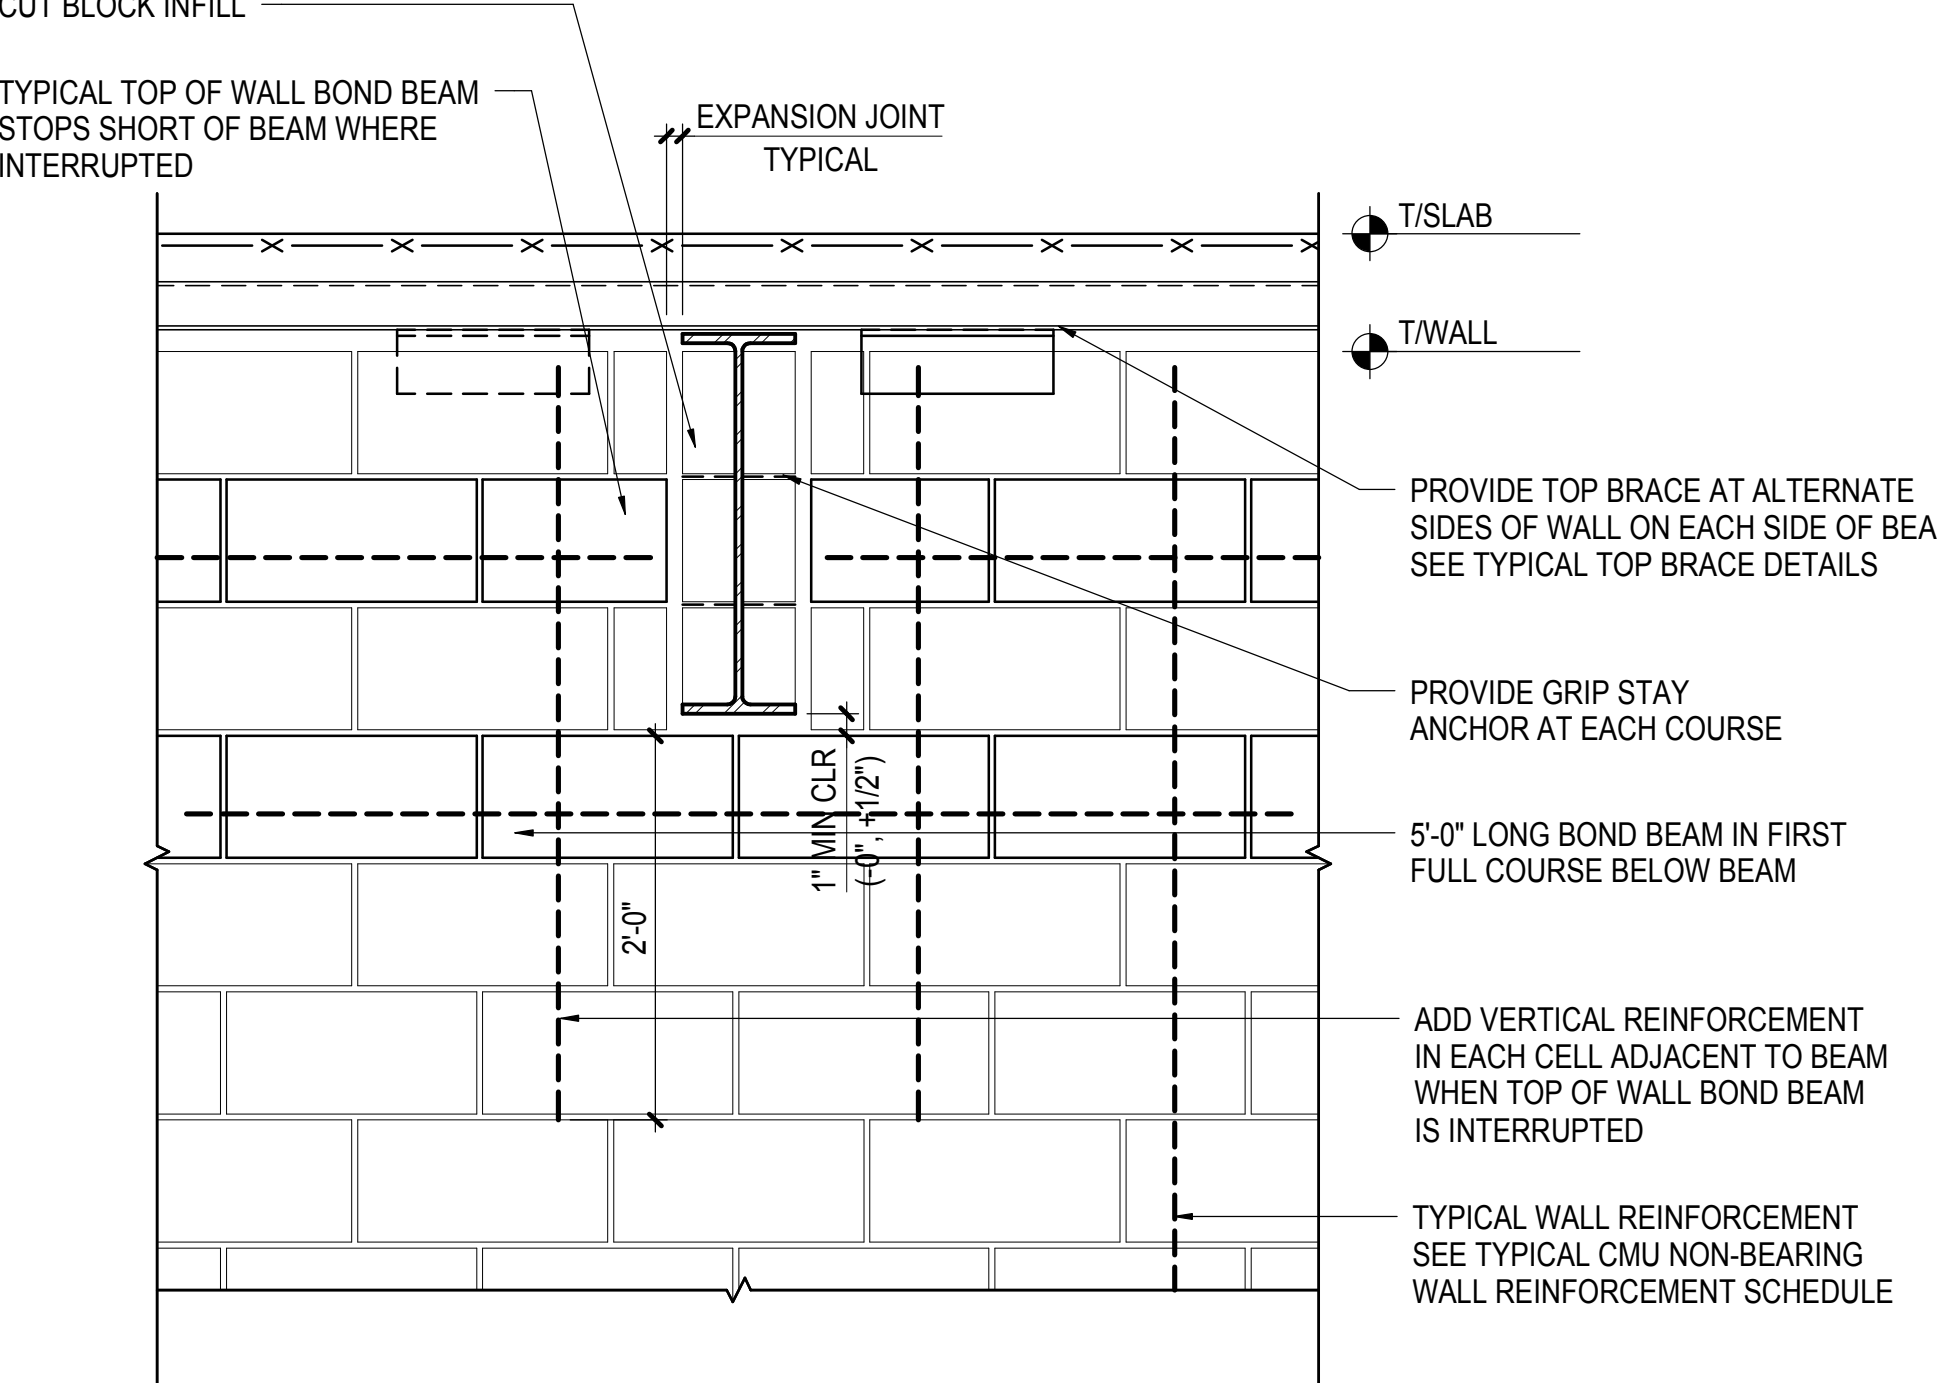 CUT BLOCK INFILL
TYPICAL TOP OF WALL BOND BEAM
STOPS SHORT OF BEAM WHERE
INTERRUPTED
EXPANSION JOINT
TYPICAL
T/SLAB
T/WALL
PROVIDE TOP BRACE AT ALTERNATE
SIDES OF WALL ON EACH SIDE OF BEA
SEE TYPICAL TOP BRACE DETAILS
PROVIDE GRIP STAY
ANCHOR AT EACH COURSE
1" MIN CLR
(-0", +1/2")
5'-0" LONG BOND BEAM IN FIRST
FULL COURSE BELOW BEAM
2'-0"
ADD VERTICAL REINFORCEMENT
IN EACH CELL ADJACENT TO BEAM
WHEN TOP OF WALL BOND BEAM
IS INTERRUPTED
TYPICAL WALL REINFORCEMENT
SEE TYPICAL CMU NON-BEARING
WALL REINFORCEMENT SCHEDULE